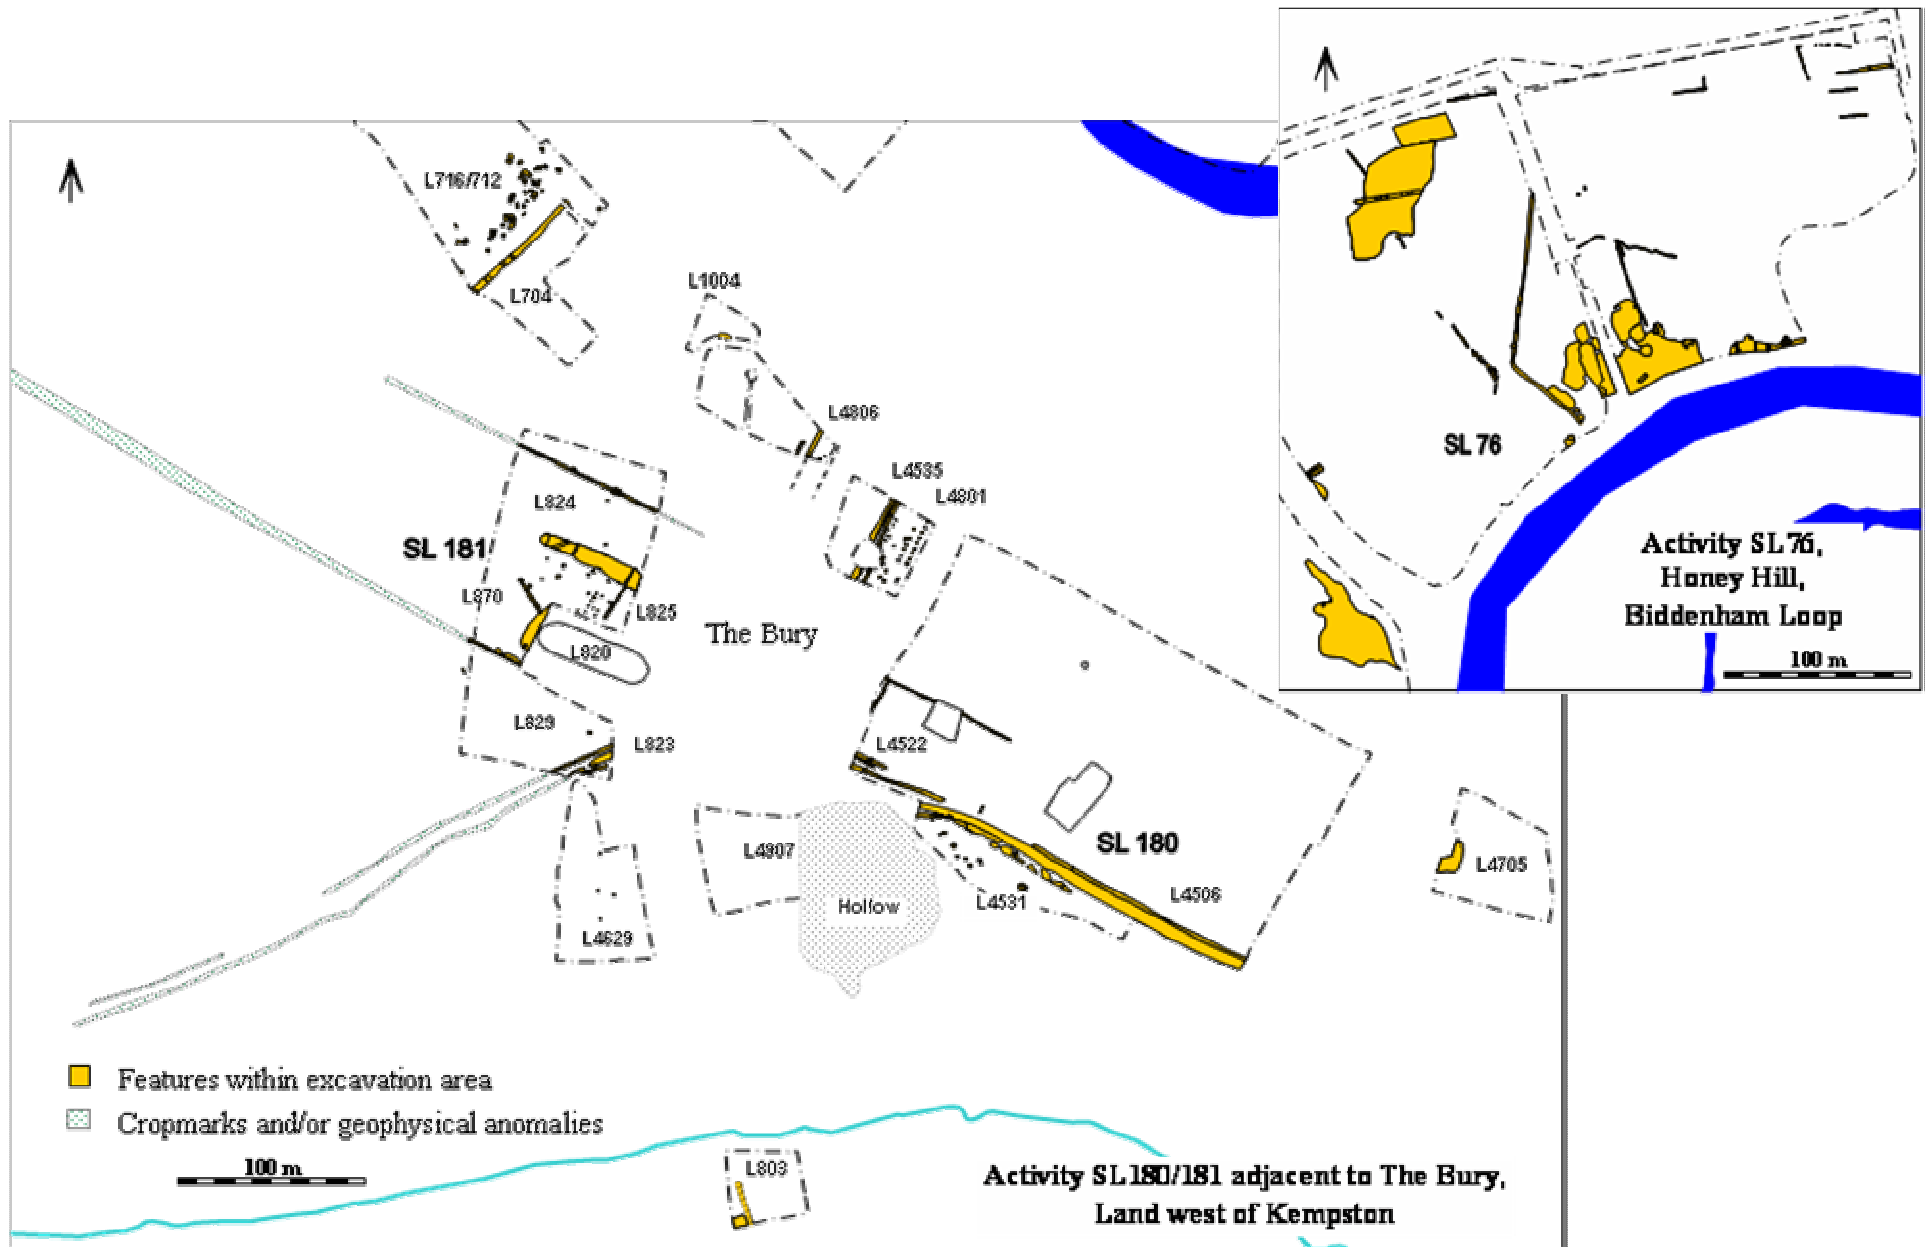 L716/712
L704
L1004
L4806
L4535
L4801
L824
SL 181
L870
L825
The Bury
L820
L829
L823
L4522
SL 180
L4907
Hollow
L4531
L4506
L4705
L4629
Features within excavation area
Cropmarks and/or geophysical anomalies
100 m
L803
Activity SL180/181 adjacent to The Bury,
Land west of Kempston
SL 76
Activity SL76,
Honey Hill,
Biddenham Loop
100 m